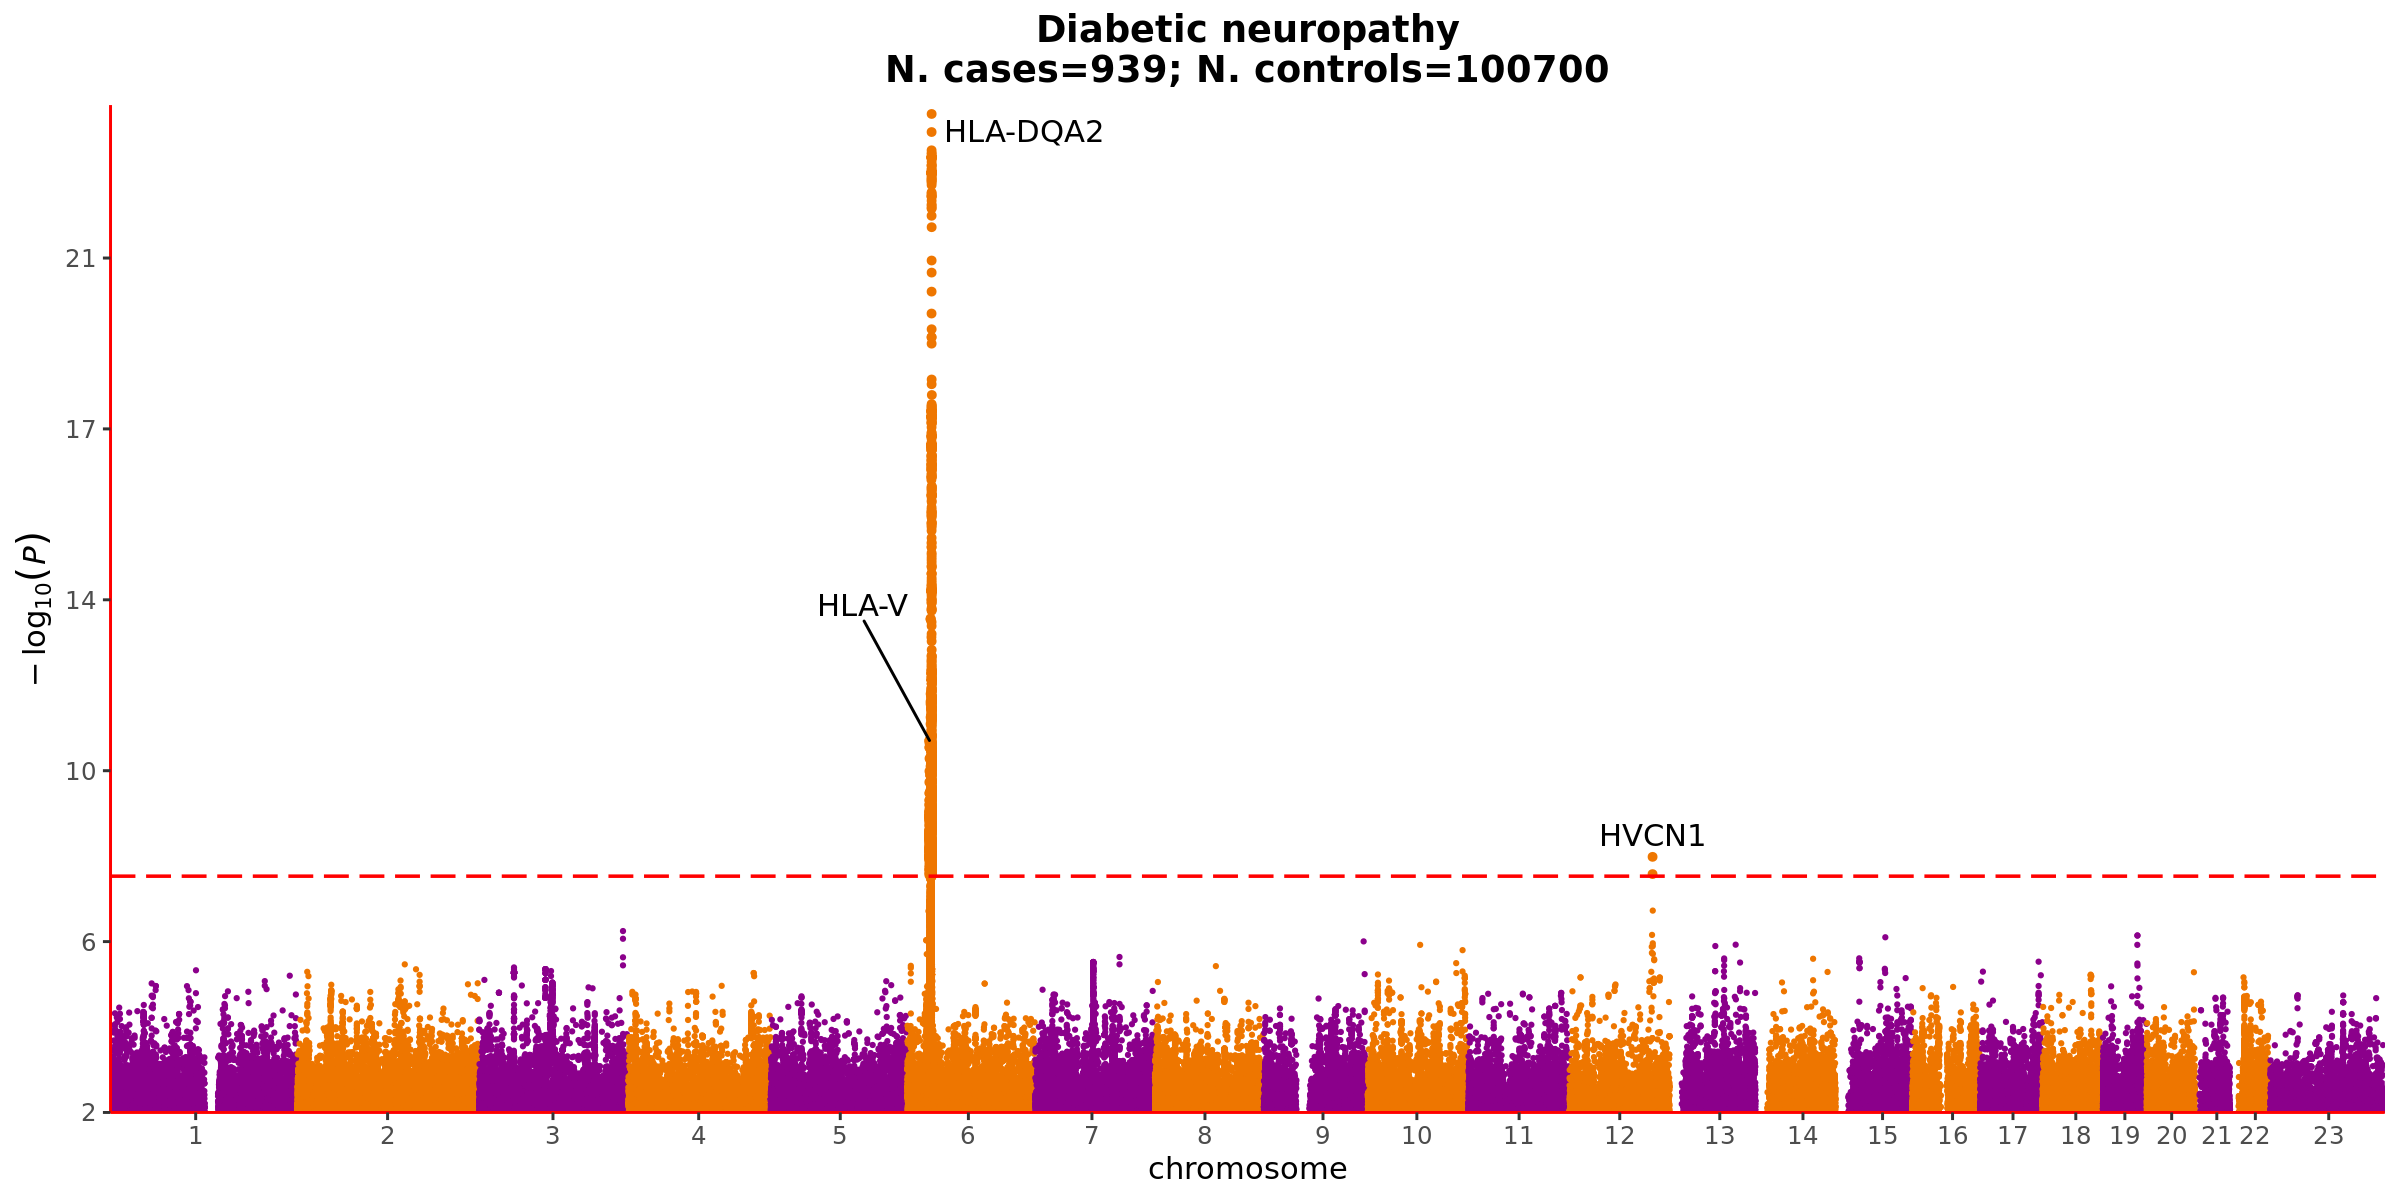 Diabetic neuropathy
N. cases=939; N. controls=100700
HLA-DQA2
21
17
HLA-V
14
−log10(P)
10
HVCN1
6
2
1 2 3 4 5 6 7 8 9 10 11 12 13 14 15 16 17 18 19 20 21 22 23
chromosome